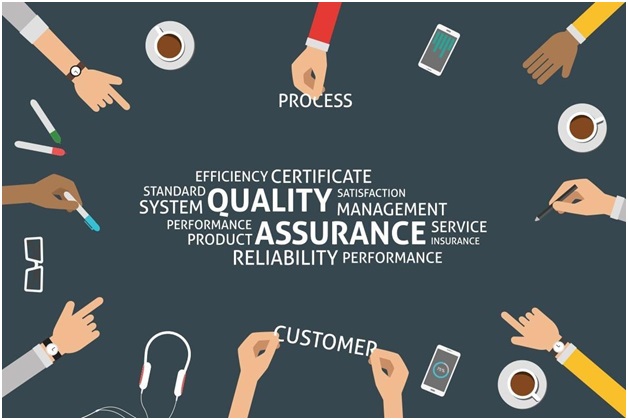 PROCESS
EFFICIENCY CERTIFICATE
STANDARD QUALITY SATISFACTION
SYSTEM MANAGEMENT
PERFORMANCE ASSURANCE SERVICE
PRODUCT INSURANCE
RELIABILITY PERFORMANCE
CUSTOMER